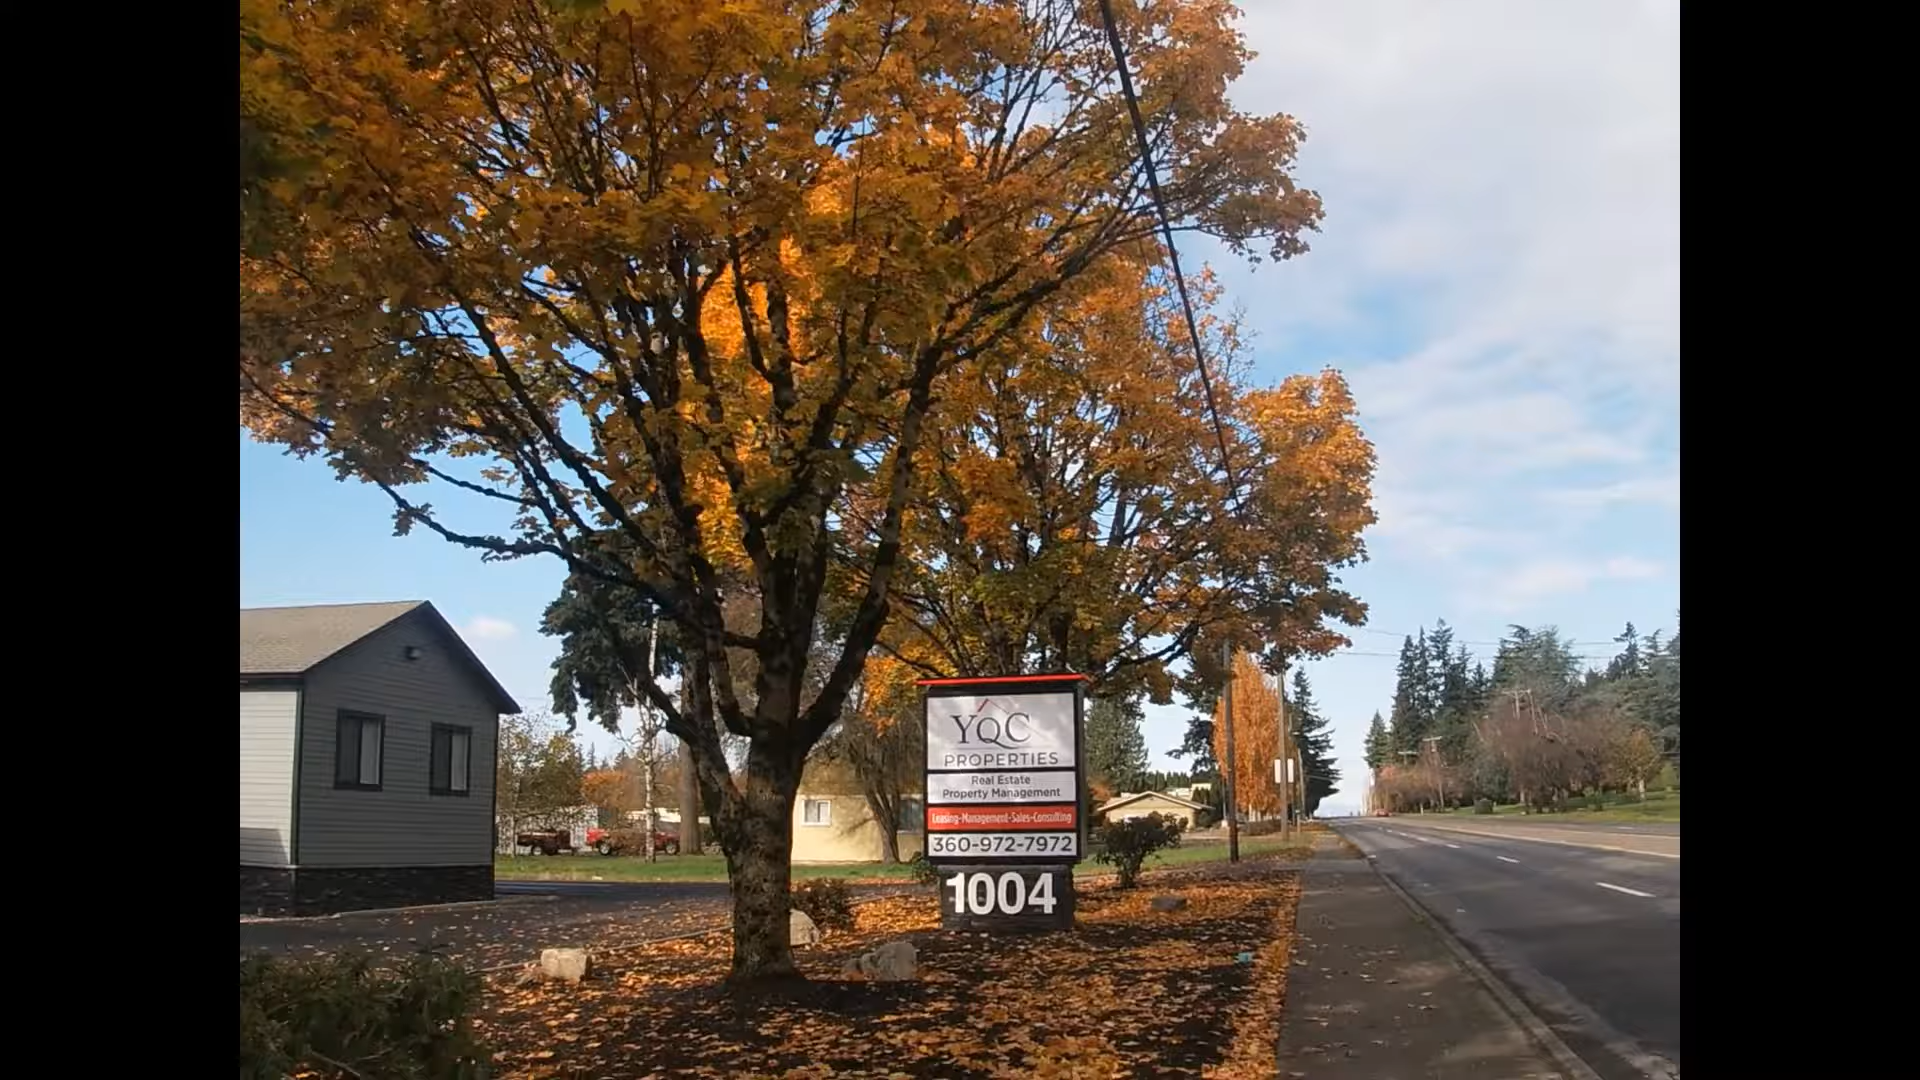 YQC
PROPERTIES
Real Estate
Property Management
Leasing-Management-Sales-Consulting
360-972-7972
1004